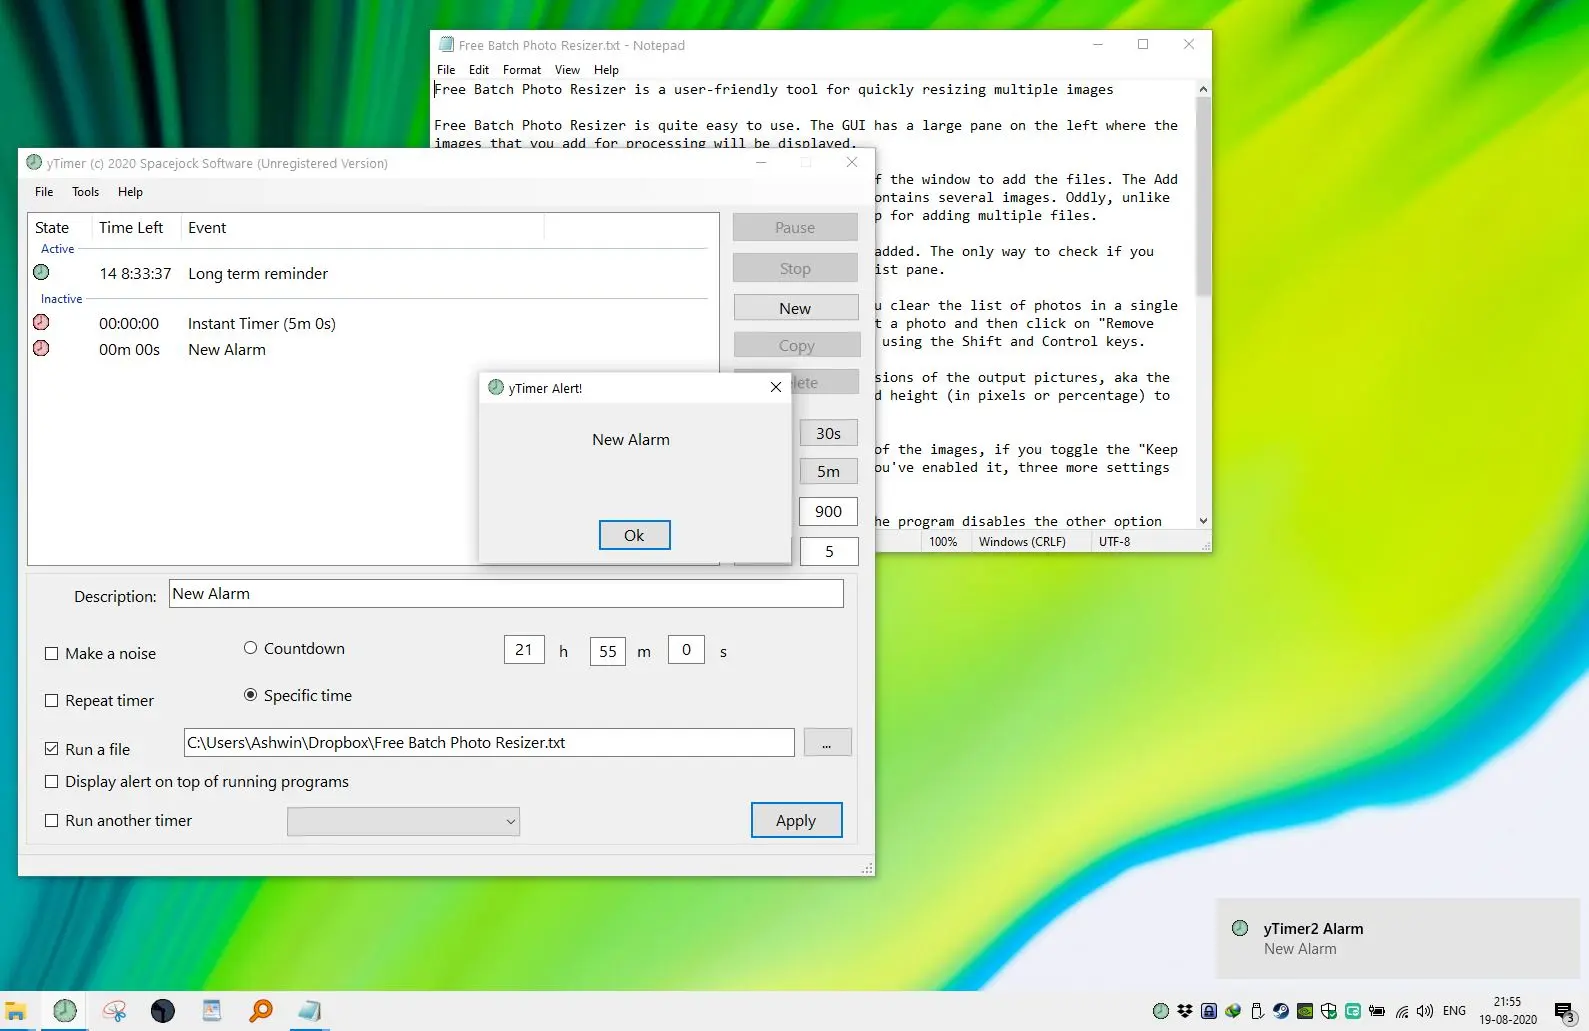 Free Batch Photo Resizer.txt - Notepad
File Edit Format View Help
Free Batch Photo Resizer is a user-friendly tool for quickly resizing multiple images
Free Batch Photo Resizer is quite easy to use. The GUI has a large pane on the left where the
images that you add for processing will be displayed.
f the window to add the files. The Add
ontains several images. Oddly, unlike
p for adding multiple files.
added. The only way to check if you
ist pane.
u clear the list of photos in a single
t a photo and then click on "Remove
using the Shift and Control keys.
sions of the output pictures, aka the
d height (in pixels or percentage) to
of the images, if you toggle the "Keep
ou've enabled it, three more settings
he program disables the other option
100% Windows (CRLF) UTF-8
yTimer (c) 2020 Spacejock Software (Unregistered Version)
File Tools Help
State Time Left Event
Active
14 8:33:37 Long term reminder
Inactive
00:00:00 Instant Timer (5m 0s)
00m 00s New Alarm
Pause
Stop
New
Copy
elete
30s
5m
900
5
yTimer Alert!
New Alarm
Ok
Description: New Alarm
Make a noise Countdown 21 h 55 m 0 s
Repeat timer Specific time
Run a file C:\Users\Ashwin\Dropbox\Free Batch Photo Resizer.txt ...
Display alert on top of running programs
Run another timer Apply
yTimer2 Alarm
New Alarm
ENG 21:55
19-08-2020
3